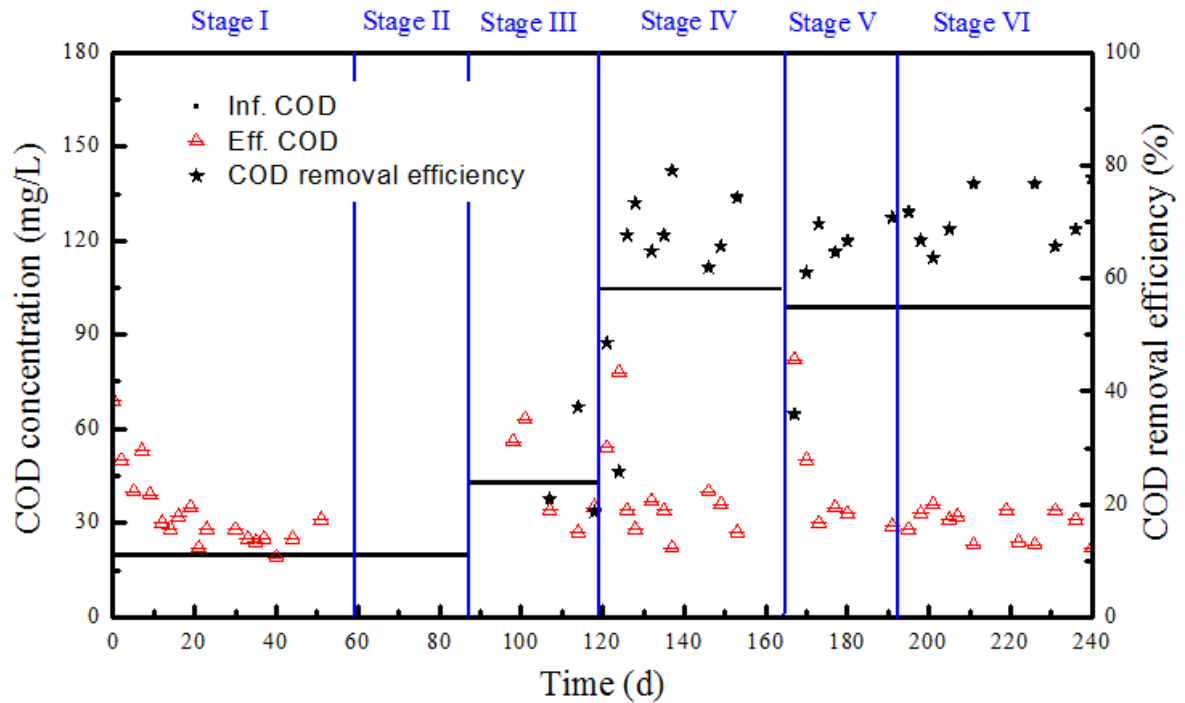 Stage I Stage II Stage III Stage IV Stage V Stage VI
180 100
Inf. COD
Eff. COD
COD removal efficiency
150
80
120
60
90
40
60
30
20
0 0
0 20 40 60 80 100 120 140 160 180 200 220 240
Time (d)
COD concentration (mg/L)
COD removal efficiency (%)